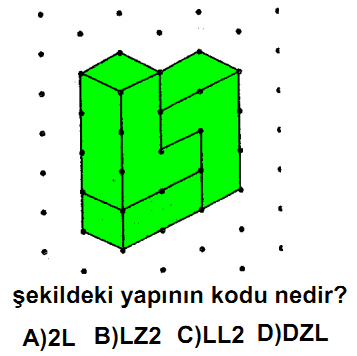 şekildeki yapının kodu nedir?
A)2L B)LZ2 C)LL2 D)DZL